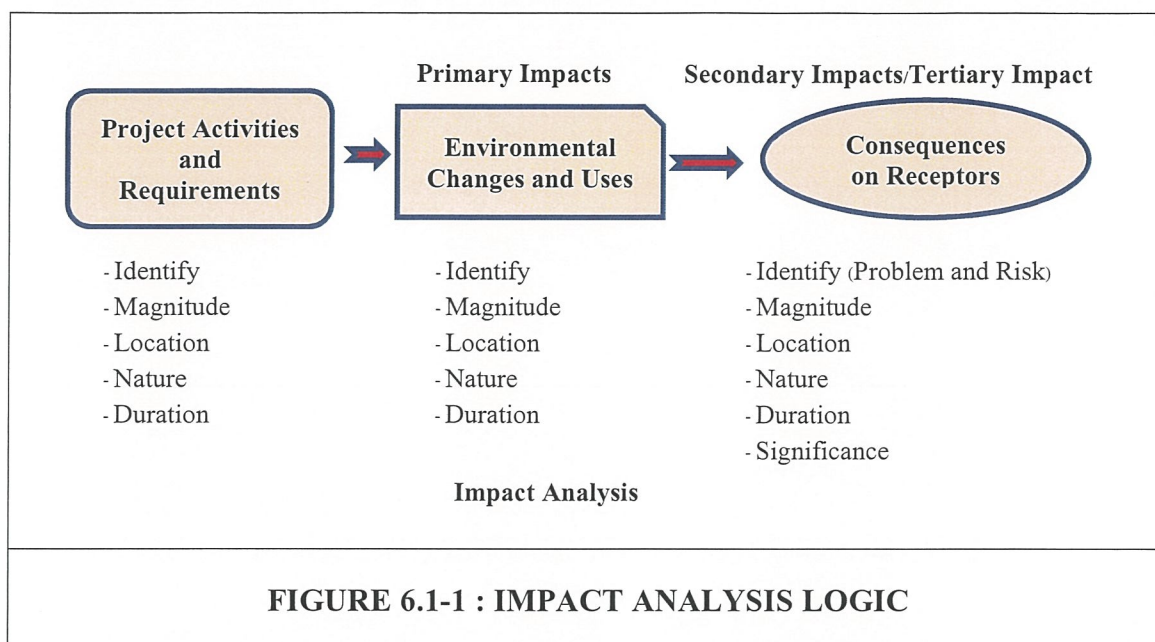 Primary Impacts
Secondary Impacts/Tertiary Impact
Project Activities
and
Requirements
Environmental
Changes and Uses
Consequences
on Receptors
- Identify
- Magnitude
- Location
- Nature
- Duration
- Identify
- Magnitude
- Location
- Nature
- Duration
- Identify (Problem and Risk)
- Magnitude
- Location
- Nature
- Duration
- Significance
Impact Analysis
FIGURE 6.1-1 : IMPACT ANALYSIS LOGIC